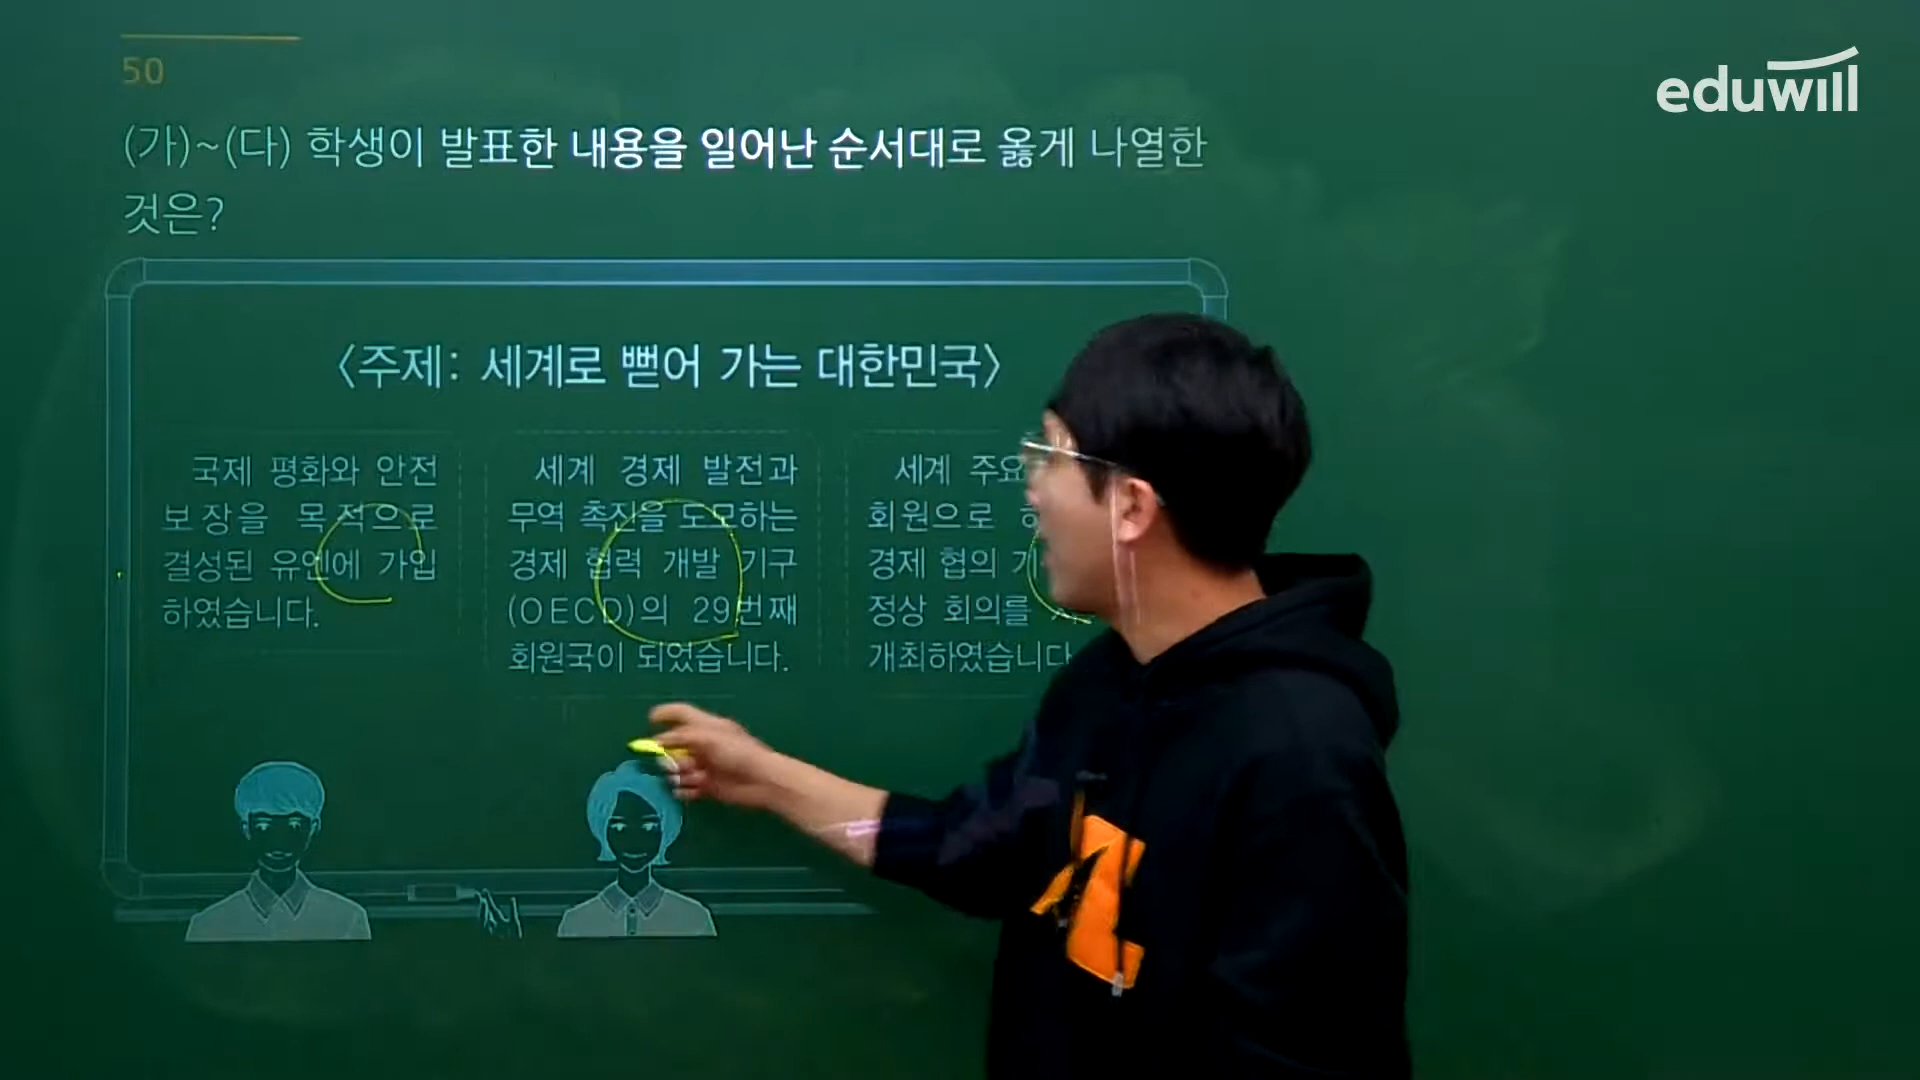 50
eduwill
(가)~(다) 학생이 발표한 내용을 일어난 순서대로 옳게 나열한
것은?
<주제: 세계로 뻗어 가는 대한민국>
국제 평화와 안전
보장을 목적으로
결성된 유엔에 가입
하였습니다.
세계 경제 발전과
무역 촉진을 도모하는
경제 협력 개발 기구
(OECD)의 29번째
회원국이 되었습니다.
세계 주요
회원으로
경제 협의
정상 회의를
개최하였습니다